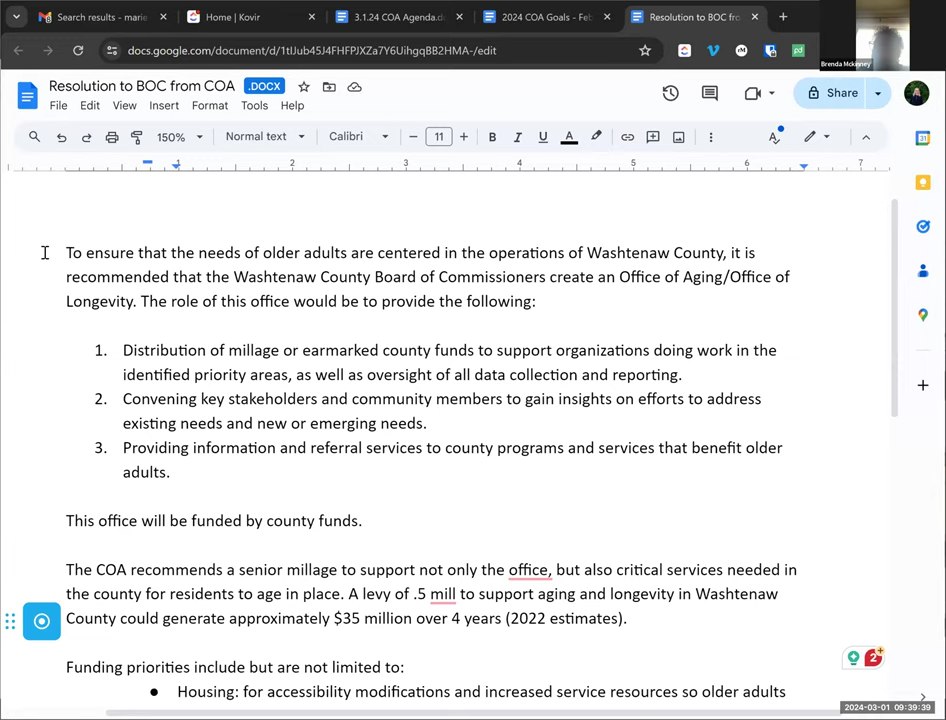 Search results - marie
Home | Kovir
3.1.24 COA Agenda.d
2024 COA Goals - Feb
Resolution to BOC fro
docs.google.com/document/d/1tJub45J4FHFPJXZa7Y6UihgqBB2HMA-/edit
Brenda Mckinney
Resolution to BOC from COA .DOCX
File Edit View Insert Format Tools Help
Share
150% Normal text Calibri 11 B I U A
1 2 3 4 5 6 7
To ensure that the needs of older adults are centered in the operations of Washtenaw County, it is
recommended that the Washtenaw County Board of Commissioners create an Office of Aging/Office of
Longevity. The role of this office would be to provide the following:
1. Distribution of millage or earmarked county funds to support organizations doing work in the
identified priority areas, as well as oversight of all data collection and reporting.
2. Convening key stakeholders and community members to gain insights on efforts to address
existing needs and new or emerging needs.
3. Providing information and referral services to county programs and services that benefit older
adults.
This office will be funded by county funds.
The COA recommends a senior millage to support not only the office, but also critical services needed in
the county for residents to age in place. A levy of .5 mill to support aging and longevity in Washtenaw
County could generate approximately $35 million over 4 years (2022 estimates).
2
Funding priorities include but are not limited to:
● Housing: for accessibility modifications and increased service resources so older adults
2024-03-01 09:39:39